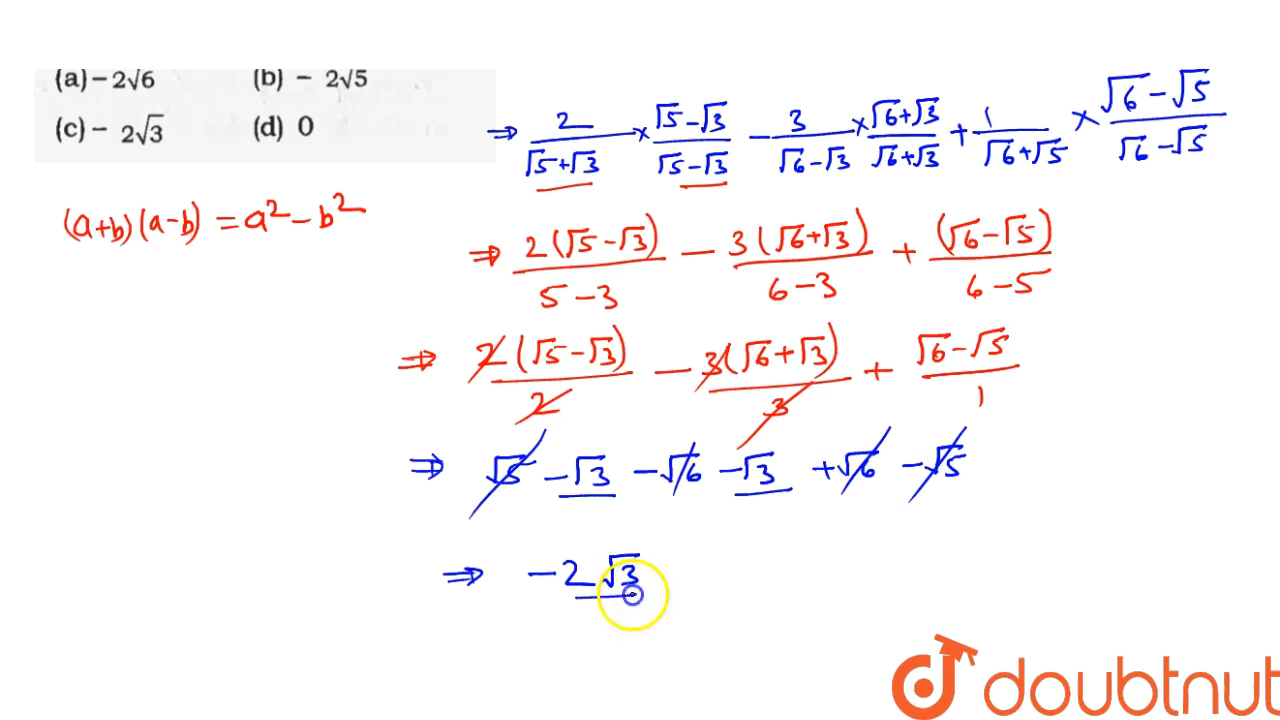 (a) – 2√6 (b) – 2√5
(c) – 2√3 (d) 0
⇒ 2/(√5+√3) × (√5–√3)/(√5–√3) – 3/(√6–√3) × (√6+√3)/(√6+√3) + 1/(√6+√5) × (√6–√5)/(√6–√5)
(a+b)(a–b) = a² – b²
⇒ 2(√5–√3)/(5–3) – 3(√6+√3)/(6–3) + (√6–√5)/(6–5)
⇒ 2(√5–√3)/2 – 3(√6+√3)/3 + (√6–√5)/1
⇒ √5 – √3 – √6 – √3 + √6 – √5
⇒ –2√3
doubtnut